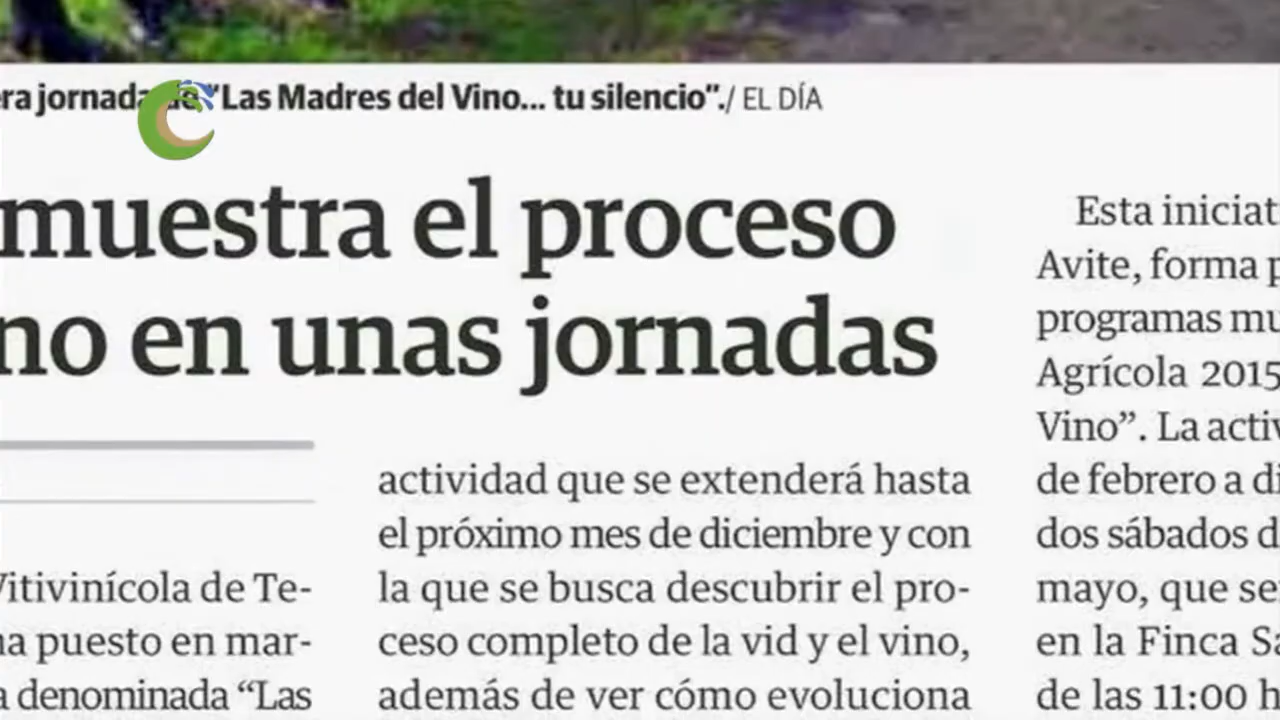 jornada de "Las Madres del Vino... tu silencio"./ EL DÍA
muestra el proceso
en unas jornadas
Vitivinícola de Te-
puesto en mar-
denominada “Las
actividad que se extenderá hasta
el próximo mes de diciembre y con
la que se busca descubrir el pro-
ceso completo de la vid y el vino,
además de ver cómo evoluciona
Esta iniciat
Avite, forma p
programas mu
Agrícola 2015
Vino”. La activ
de febrero a di
dos sábados d
mayo, que se
en la Finca Sa
de las 11:00 h